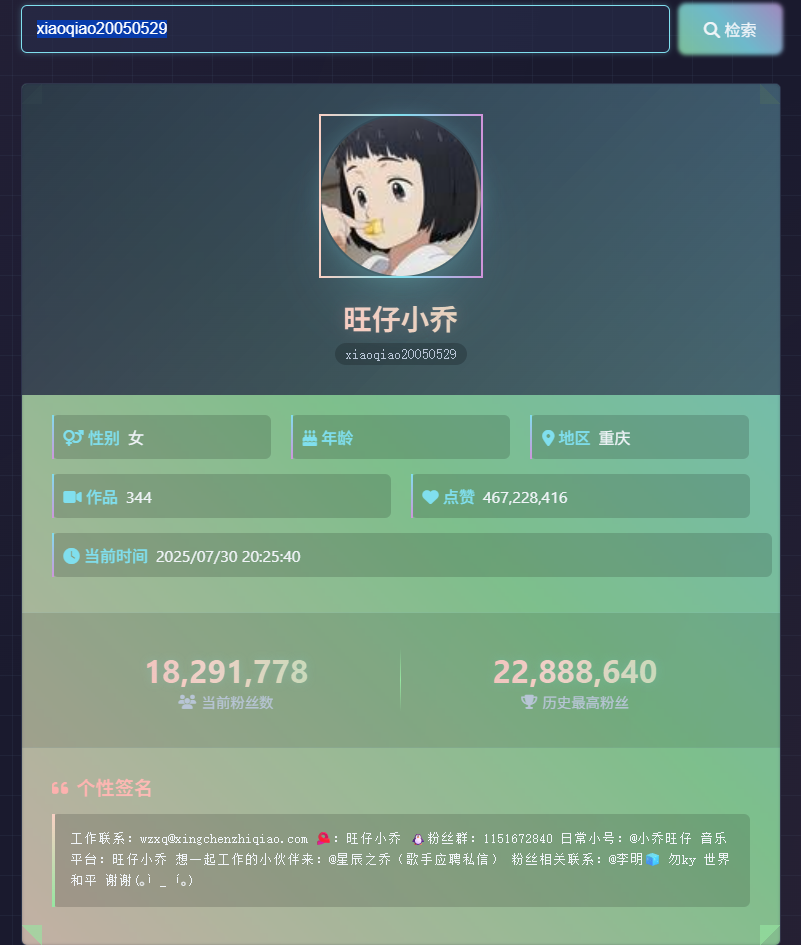 xiaoqiao20050529
检索
旺仔小乔
xiaoqiao20050529
性别 女
年龄
地区 重庆
作品 344
点赞 467,228,416
当前时间 2025/07/30 20:25:40
18,291,778
当前粉丝数
22,888,640
历史最高粉丝
个性签名
工作联系: wzxq@xingchenzhiqiao.com 🎤: 旺仔小乔 🐧粉丝群: 1151672840 日常小号: @小乔旺仔 音乐
平台: 旺仔小乔 想一起工作的小伙伴来: @星辰之乔 (歌手应聘私信) 粉丝相关联系: @李明🧊 勿ky 世界
和平 谢谢